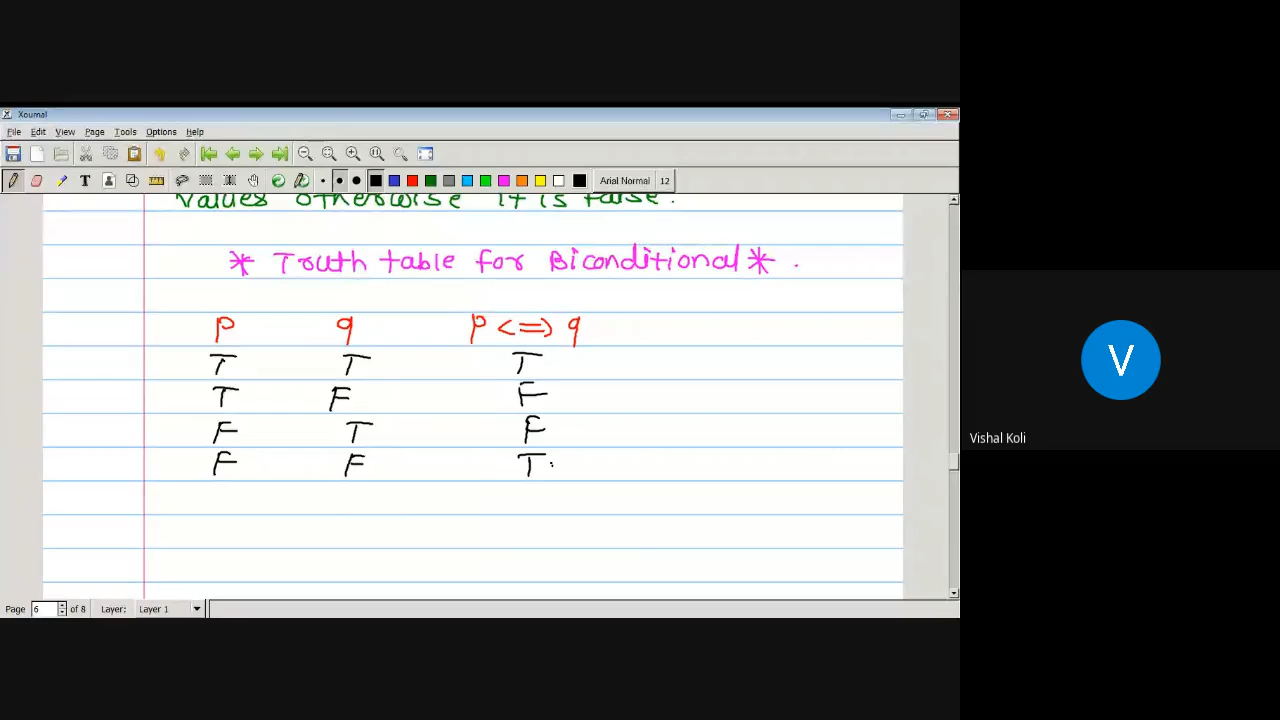 Xournal
File Edit View Page Tools Options Help
T
Arial Normal 12
values otherwise it is false.
* Truth table for Biconditional * .
p q p <=> q
T T T
T F F
F T F
F F T
Page 6 of 8 Layer: Layer 1
V
Vishal Koli